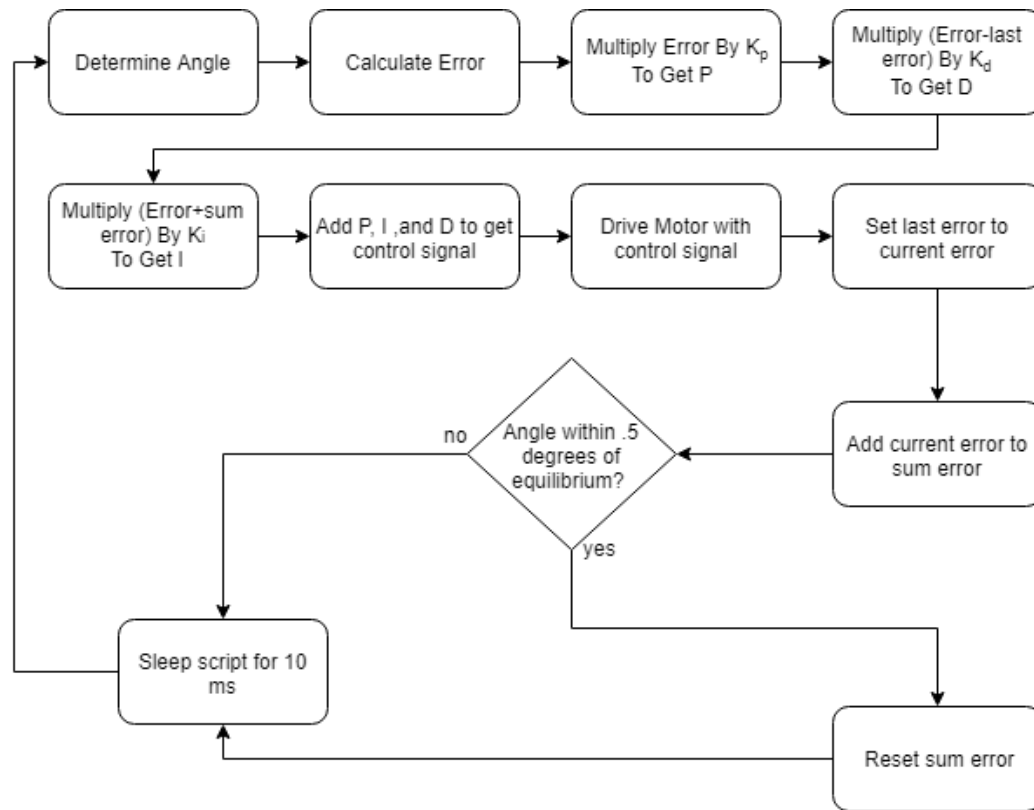 Determine Angle
Calculate Error
Multiply Error By Kp
To Get P
Multiply (Error-last
error) By Kd
To Get D
Multiply (Error+sum
error) By Ki
To Get I
Add P, I ,and D to get
control signal
Drive Motor with
control signal
Set last error to
current error
Add current error to
sum error
Angle within .5
degrees of
equilibrium?
no
yes
Sleep script for 10
ms
Reset sum error